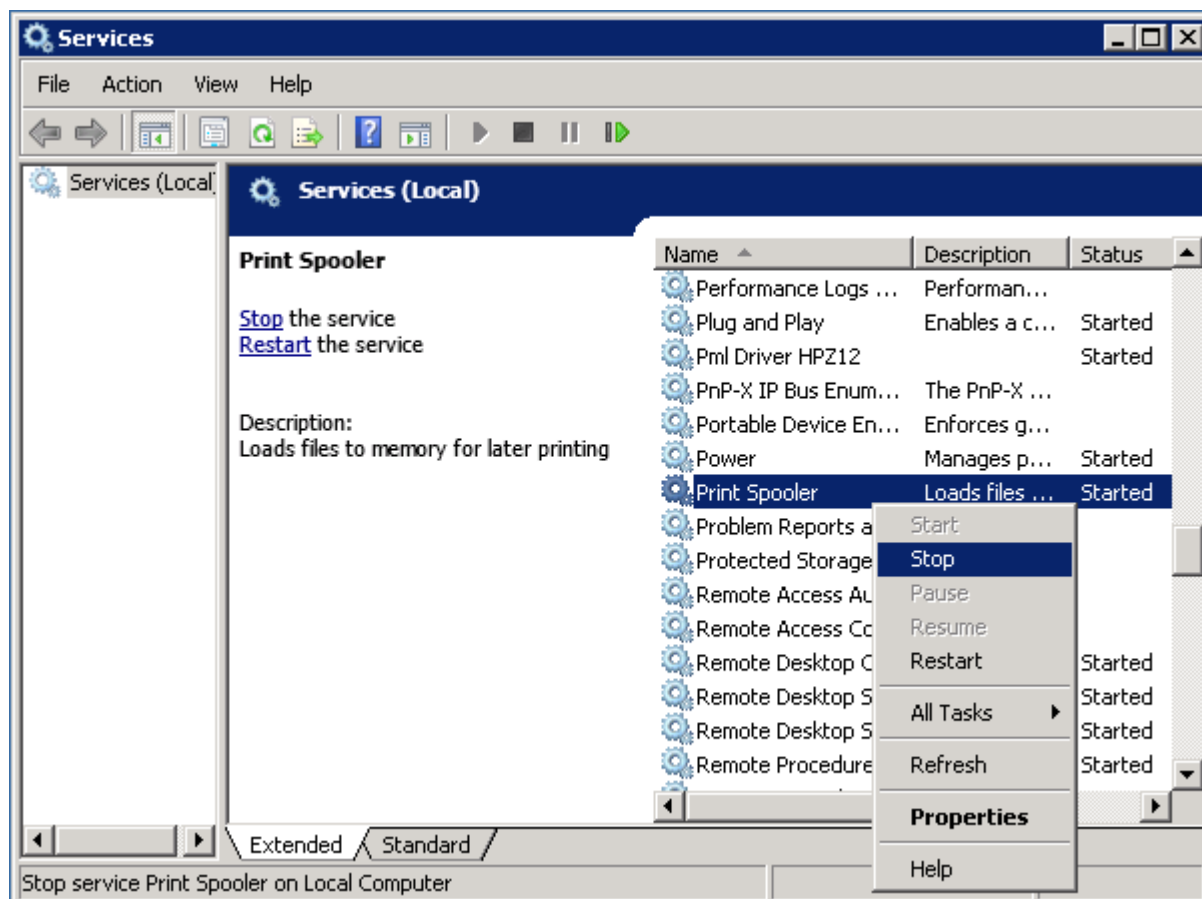 Services
File Action View Help
Services (Local
Services (Local)
Print Spooler
Stop the service
Restart the service
Description:
Loads files to memory for later printing
Name Description Status
Performance Logs ... Performan...
Plug and Play Enables a c... Started
Pml Driver HPZ12 Started
PnP-X IP Bus Enum... The PnP-X ...
Portable Device En... Enforces g...
Power Manages p... Started
Print Spooler Loads files ... Started
Problem Reports a
Protected Storage
Remote Access Au
Remote Access Co
Remote Desktop C Started
Remote Desktop S Started
Remote Desktop S Started
Remote Procedure Started
Start
Stop
Pause
Resume
Restart
All Tasks
Refresh
Properties
Help
Extended Standard
Stop service Print Spooler on Local Computer